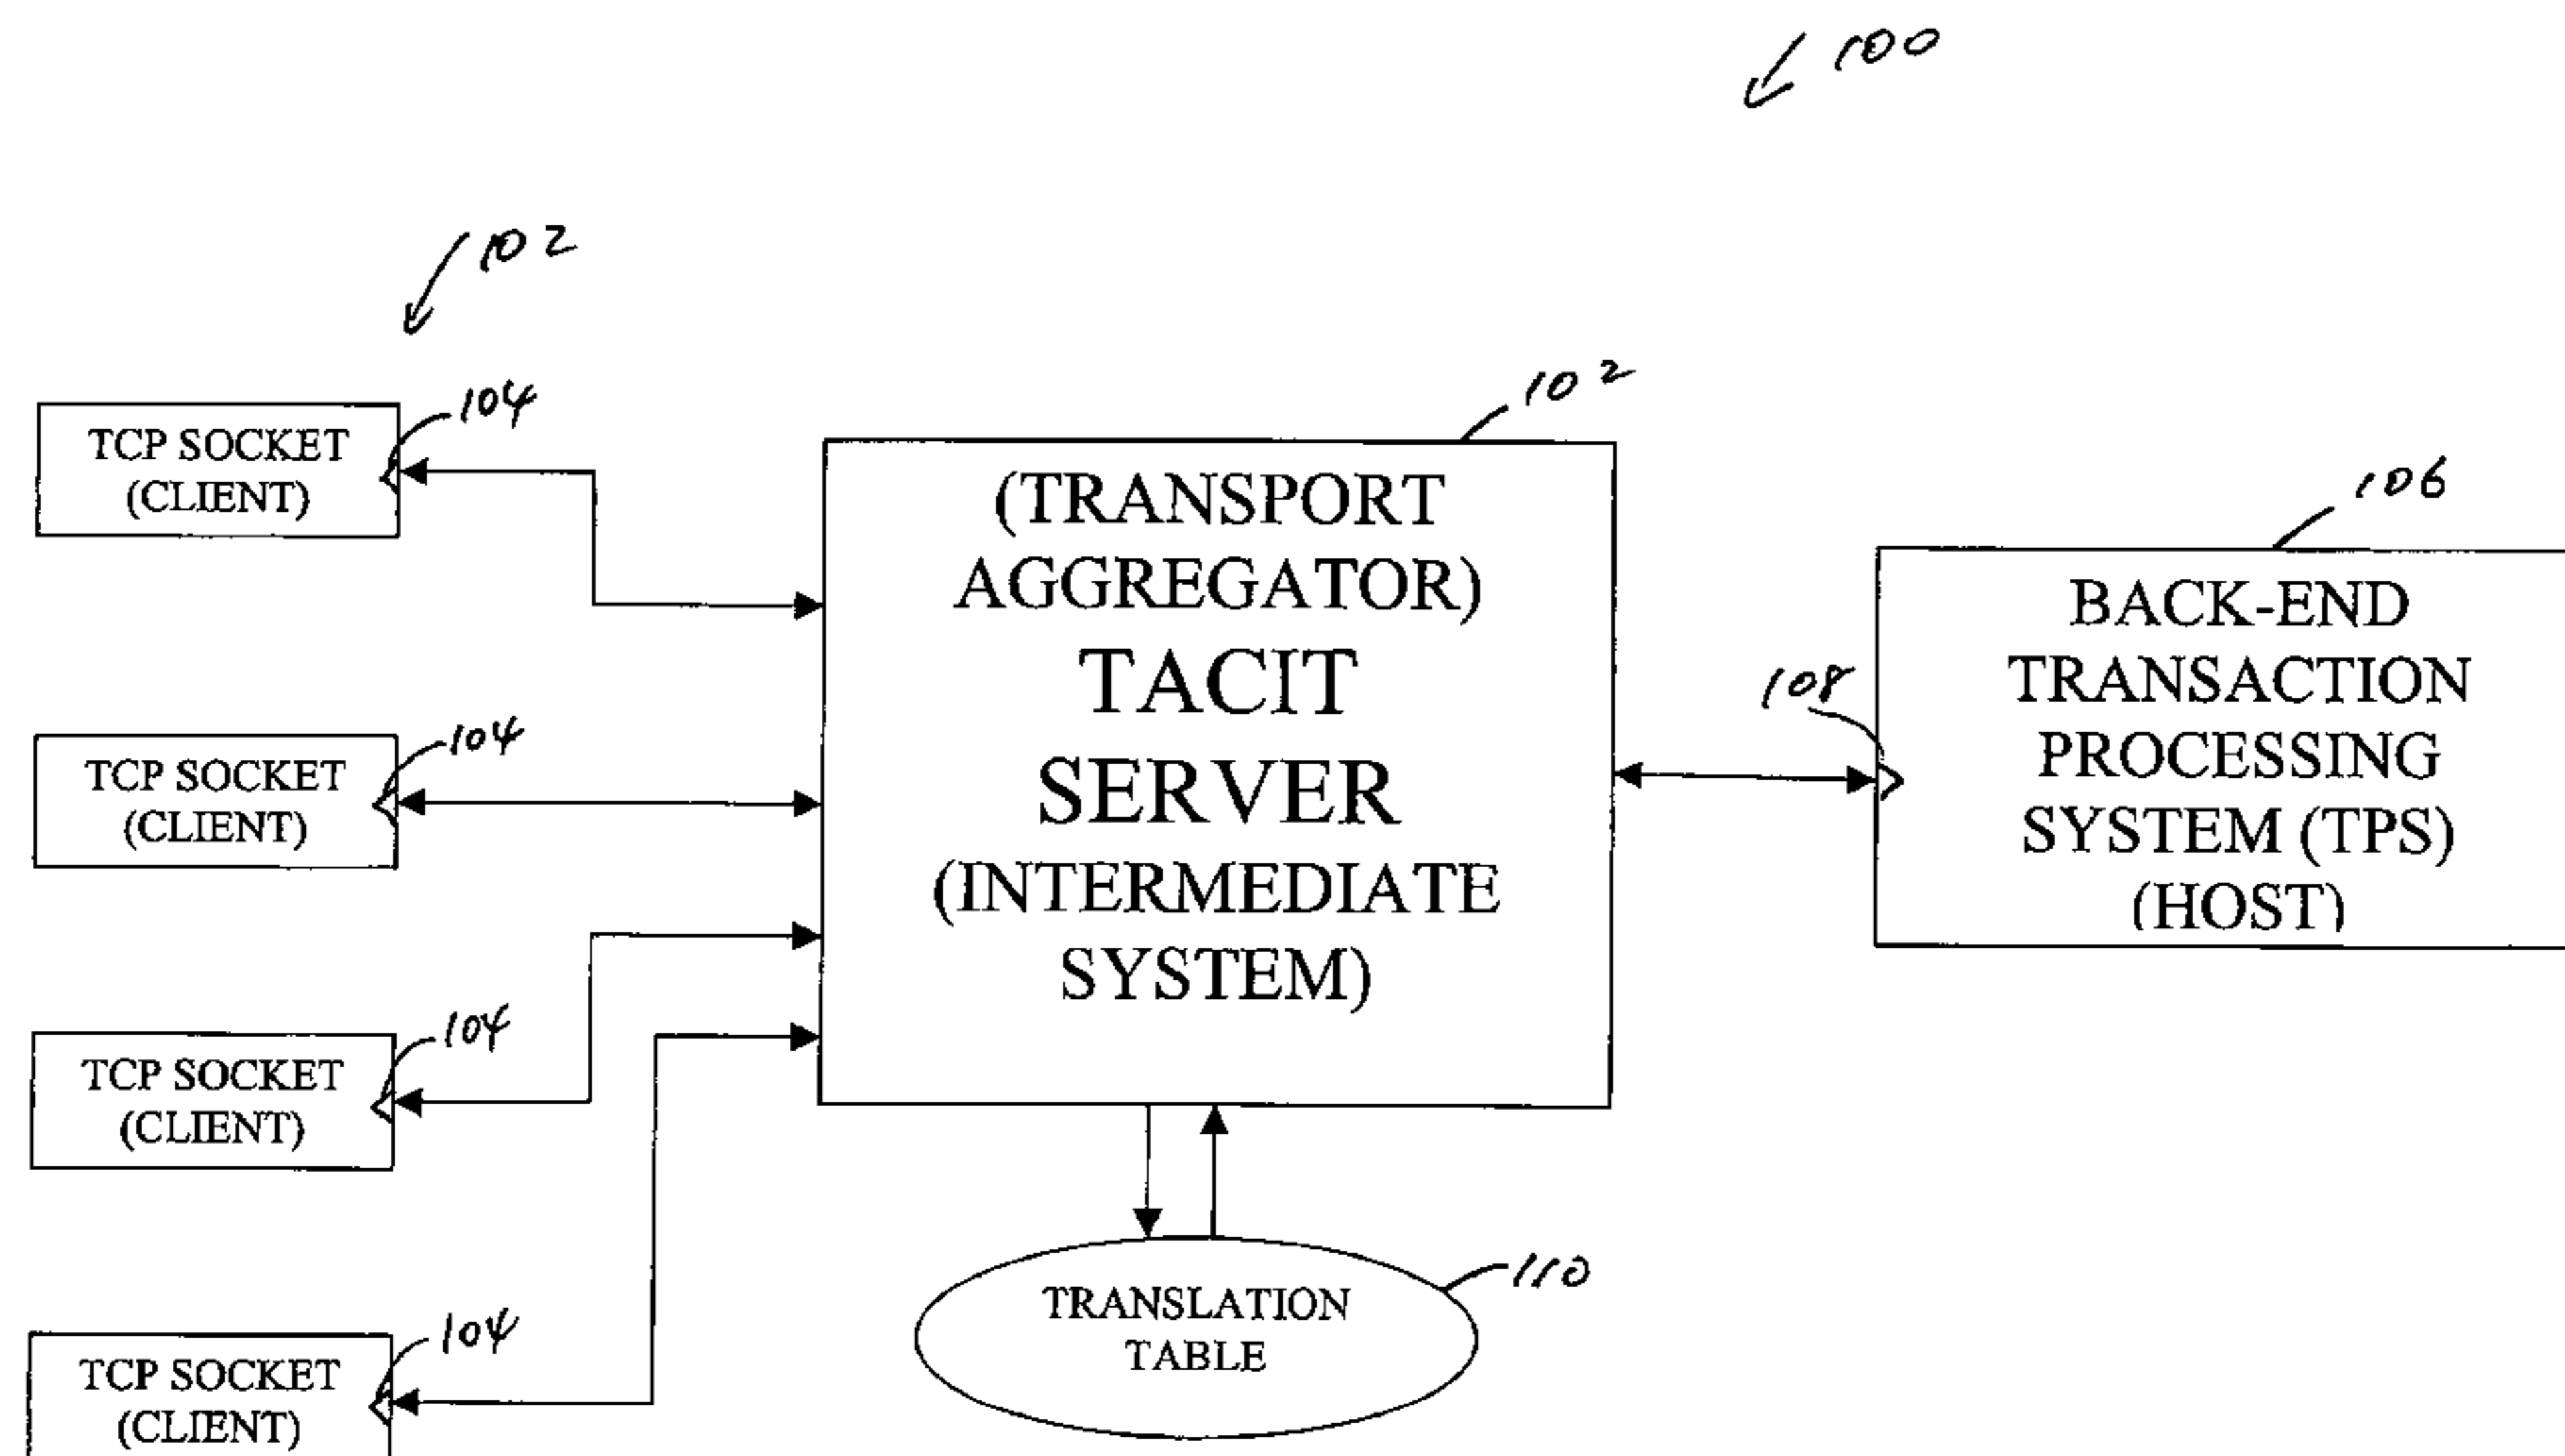 100
102
104
TCP SOCKET
(CLIENT)
104
TCP SOCKET
(CLIENT)
104
TCP SOCKET
(CLIENT)
104
TCP SOCKET
(CLIENT)
102
(TRANSPORT
AGGREGATOR)
TACIT
SERVER
(INTERMEDIATE
SYSTEM)
110
TRANSLATION
TABLE
106
108
BACK-END
TRANSACTION
PROCESSING
SYSTEM (TPS)
(HOST)